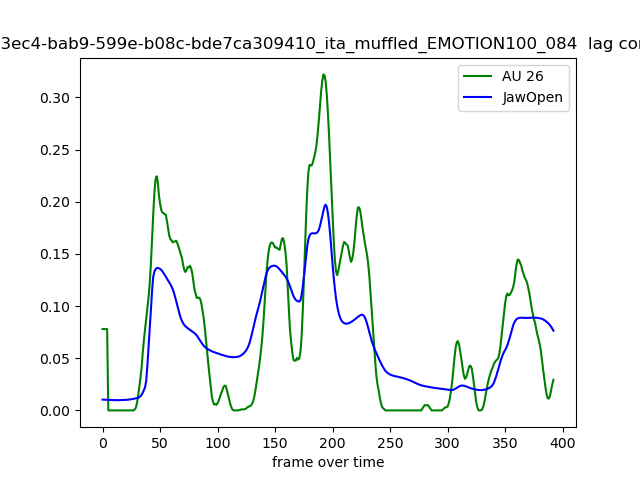 3ec4-bab9-599e-b08c-bde7ca309410_ita_muffled_EMOTION100_084 lag cor
AU 26
JawOpen
0.30
0.25
0.20
0.15
0.10
0.05
0.00
0 50 100 150 200 250 300 350 400
frame over time